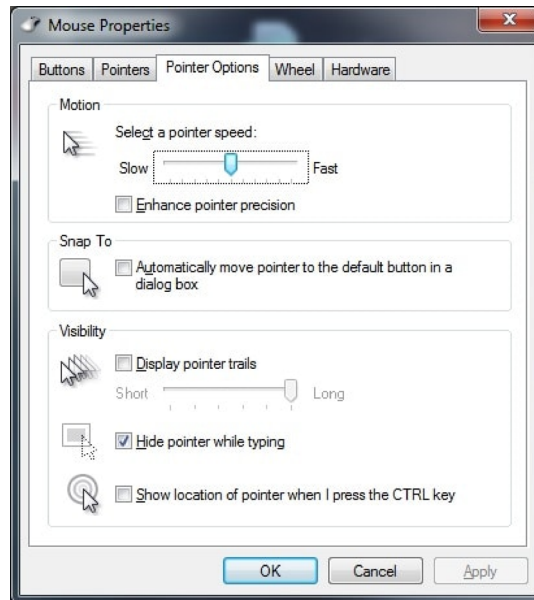 Mouse Properties
Buttons Pointers Pointer Options Wheel Hardware
Motion
Select a pointer speed:
Slow Fast
Enhance pointer precision
Snap To
Automatically move pointer to the default button in a
dialog box
Visibility
Display pointer trails
Short Long
Hide pointer while typing
Show location of pointer when I press the CTRL key
OK Cancel Apply